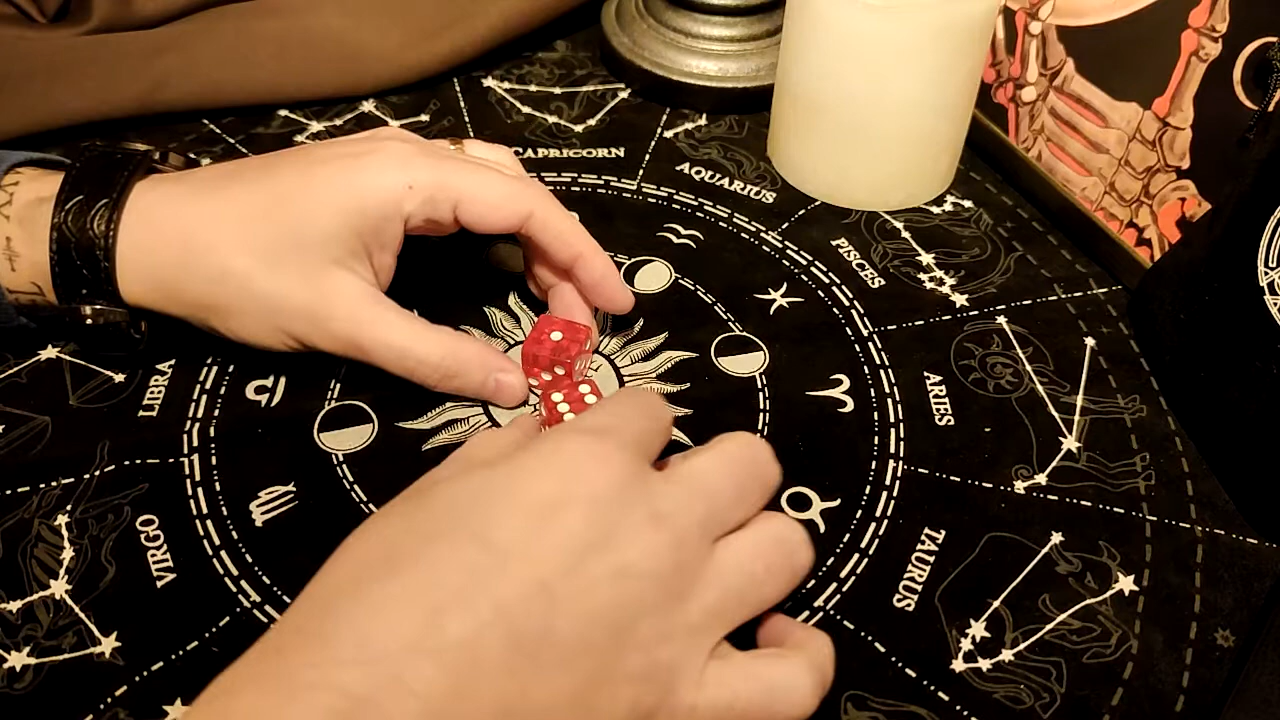 CAPRICORN
AQUARIUS
PISCES
ARIES
TAURUS
LIBRA
VIRGO